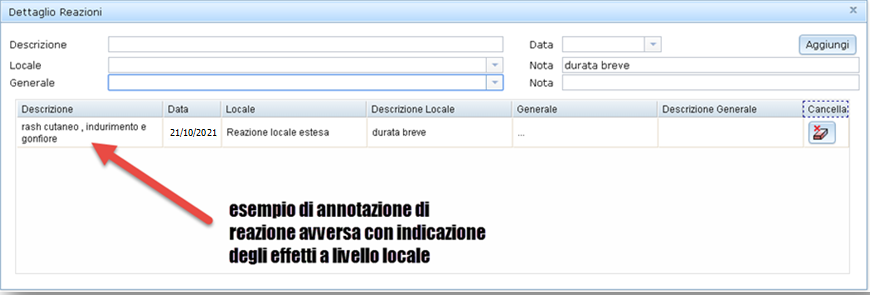 Dettaglio Reazioni x
Descrizione Data Aggiungi
Locale Nota durata breve
Generale Nota
Descrizione Data Locale Descrizione Locale Generale Descrizione Generale Cancella
rash cutaneo , indurimento e 21/10/2021 Reazione locale estesa durata breve ...
gonfiore
esempio di annotazione di
reazione avversa con indicazione
degli effetti a livello locale